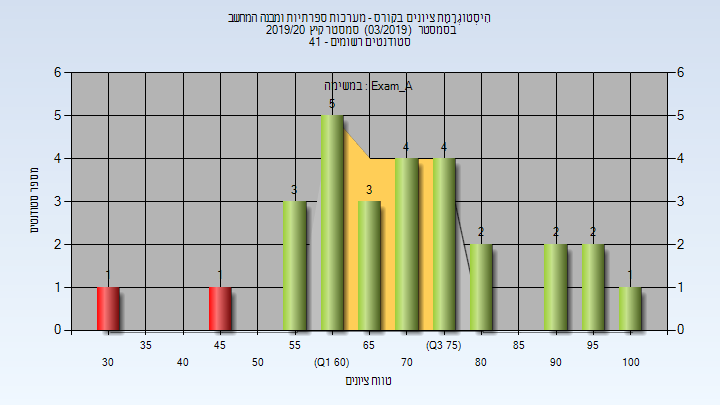 היסטוגרמת ציונים בקורס - מערכות ספרתיות ומבנה המחשב
בסמסטר (03/2019) סמסטר קיץ 2019/20
סטודנטים רשומים - 41
במשימה : Exam_A
מספר סטודנטים
6 6
5 5
4 4
3 3
2 2
1 1
0 0
1 1 3 5 3 4 4 2 2 2 1
35 45 55 65 (Q3 75) 85 95
30 40 50 (Q1 60) 70 80 90 100
טווח ציונים